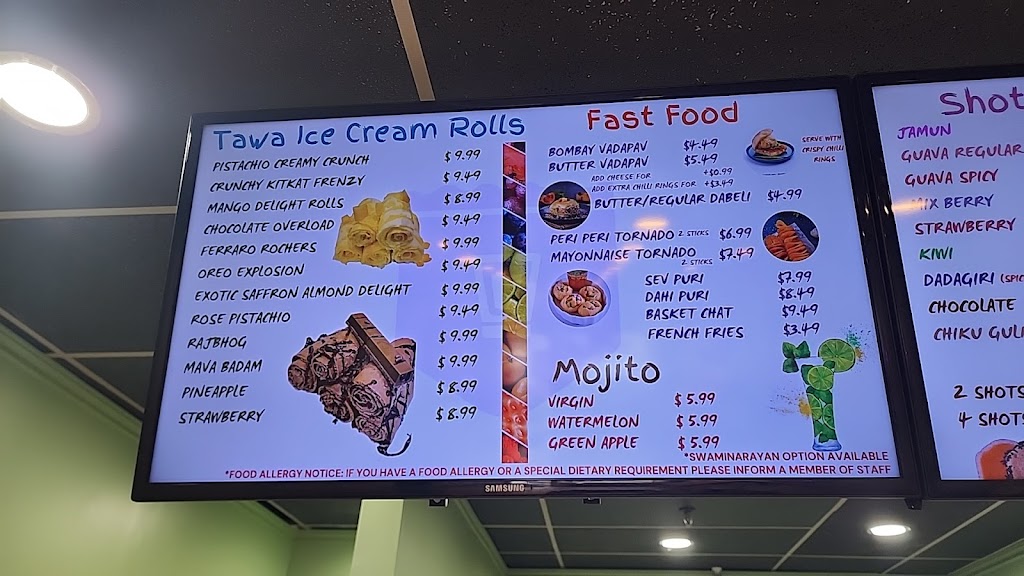 Tawa Ice Cream Rolls
PISTACHIO CREAMY CRUNCH $9.99
CRUNCHY KITKAT FRENZY $9.49
MANGO DELIGHT ROLLS $8.99
CHOCOLATE OVERLOAD $9.49
FERRARO ROCHERS $9.99
OREO EXPLOSION $9.49
EXOTIC SAFFRON ALMOND DELIGHT $9.99
ROSE PISTACHIO $9.49
RAJBHOG $9.99
MAVA BADAM $9.99
PINEAPPLE $8.99
STRAWBERRY $8.99
Fast Food
BOMBAY VADAPAV $4.49
BUTTER VADAPAV $5.49
ADD CHEESE FOR +$0.99
ADD EXTRA CHILLI RINGS FOR +$3.49
SERVE WITH
CRISPY CHILLI
RINGS
BUTTER/REGULAR DABELI $4.99
PERI PERI TORNADO 2 STICKS $6.99
MAYONNAISE TORNADO 2 STICKS $7.49
SEV PURI $7.99
DAHI PURI $8.49
BASKET CHAT $9.49
FRENCH FRIES $3.49
Mojito
VIRGIN $5.99
WATERMELON $5.99
GREEN APPLE $5.99
*SWAMINARAYAN OPTION AVAILABLE
*FOOD ALLERGY NOTICE: IF YOU HAVE A FOOD ALLERGY OR A SPECIAL DIETARY REQUIREMENT PLEASE INFORM A MEMBER OF STAFF
SAMSUNG
Shot
JAMUN
GUAVA REGULAR
GUAVA SPICY
MIX BERRY
STRAWBERRY
KIWI
DADAGIRI (SPIC
CHOCOLATE
CHIKU GUL
2 SHOTS
4 SHOTS